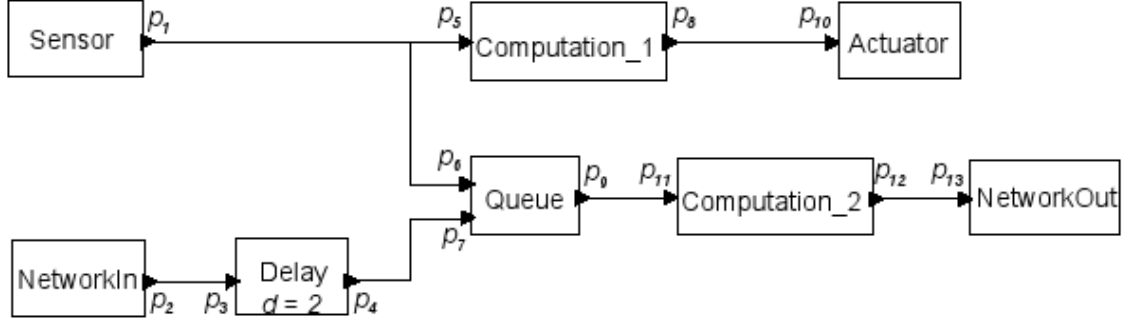 Sensor
p1
p5
Computation_1
p8
p10
Actuator
p6
p7
Queue
p9
p11
Computation_2
p12
p13
NetworkOut
NetworkIn
p2
p3
Delay
d = 2
p4